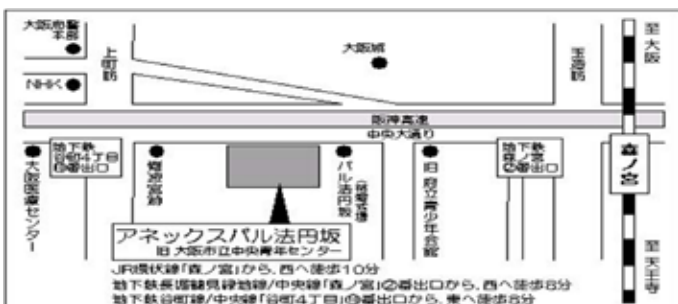 大阪府警
本部
上町筋
大阪城
玉造筋
至大阪
NHK
阪神高速
中央大通り
地下鉄
谷町4丁目
大阪医療センター
難波宮跡
パル法円坂
旧府立青少年会館
地下鉄
森ノ宮
②番出口
森ノ宮
アネックスパル法円坂
旧 大阪市立中央青年センター
至天王寺
JR環状線「森ノ宮」から、西へ徒歩10分
地下鉄長堀鶴見緑地線/中央線「森ノ宮」②番出口から、西へ徒歩8分
地下鉄谷町線/中央線「谷町4丁目」番出口から、東へ徒歩8分